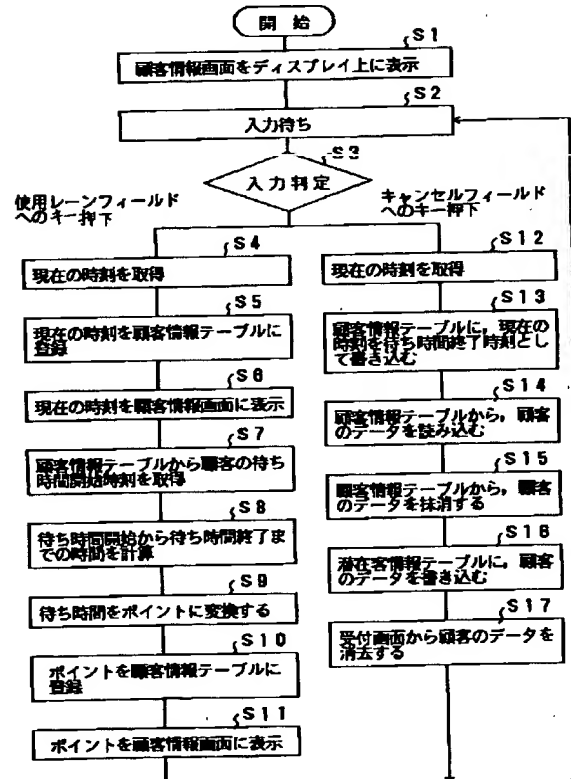 開始
S1
顧客情報画面をディスプレイ上に表示
S2
入力待ち
S3
入力判定
使用レーンフィールド
へのキー押下
キャンセルフィールド
へのキー押下
S4
現在の時刻を取得
S5
現在の時刻を顧客情報テーブルに
登録
S6
現在の時刻を顧客情報画面に表示
S7
顧客情報テーブルから顧客の待ち
時間開始時刻を取得
S8
待ち時間開始から待ち時間終了ま
での時間を計算
S9
待ち時間をポイントに変換する
S10
ポイントを顧客情報テーブルに
登録
S11
ポイントを顧客情報画面に表示
S12
現在の時刻を取得
S13
顧客情報テーブルに，現在の
時刻を待ち時間終了時刻とし
て書き込む
S14
顧客情報テーブルから，顧客
のデータを読み込む
S15
顧客情報テーブルから，顧客
のデータを抹消する
S16
潜在客情報テーブルに，顧客
のデータを書き込む
S17
受付画面から顧客のデータを
消去する